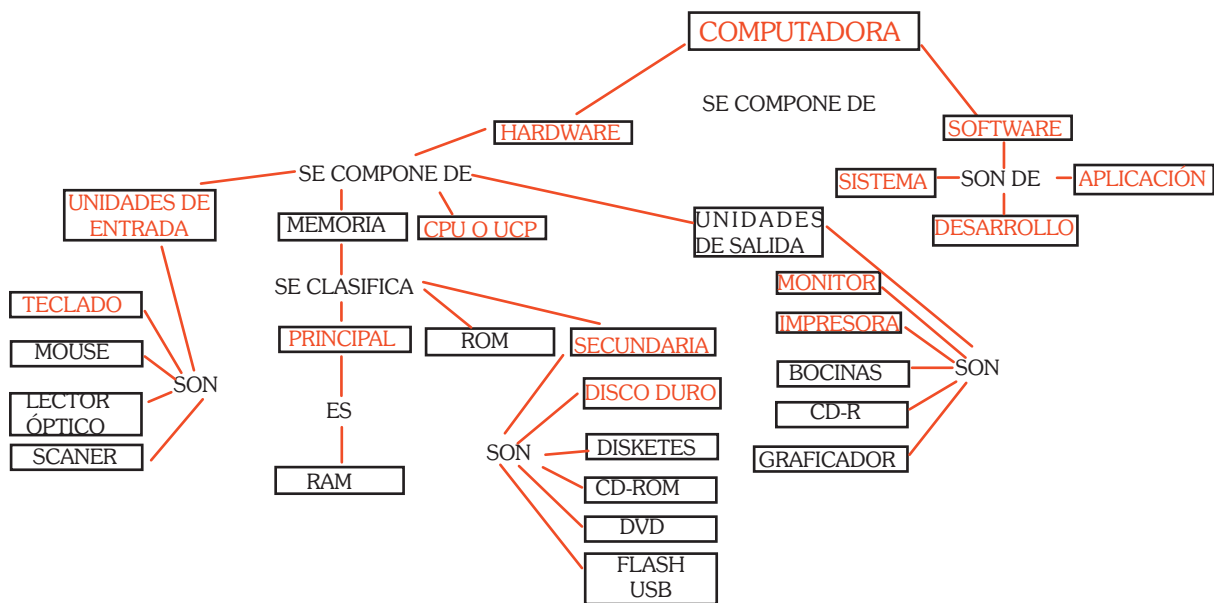 COMPUTADORA
SE COMPONE DE
HARDWARE
SOFTWARE
SE COMPONE DE
SISTEMA
SON DE
APLICACIÓN
UNIDADES DE
ENTRADA
MEMORIA
CPU O UCP
UNIDADES
DE SALIDA
DESARROLLO
SE CLASIFICA
MONITOR
TECLADO
IMPRESORA
PRINCIPAL
ROM
SECUNDARIA
MOUSE
SON
BOCINAS
SON
DISCO DURO
LECTOR
ÓPTICO
ES
CD-R
SCANER
SON
DISKETES
GRAFICADOR
RAM
CD-ROM
DVD
FLASH
USB